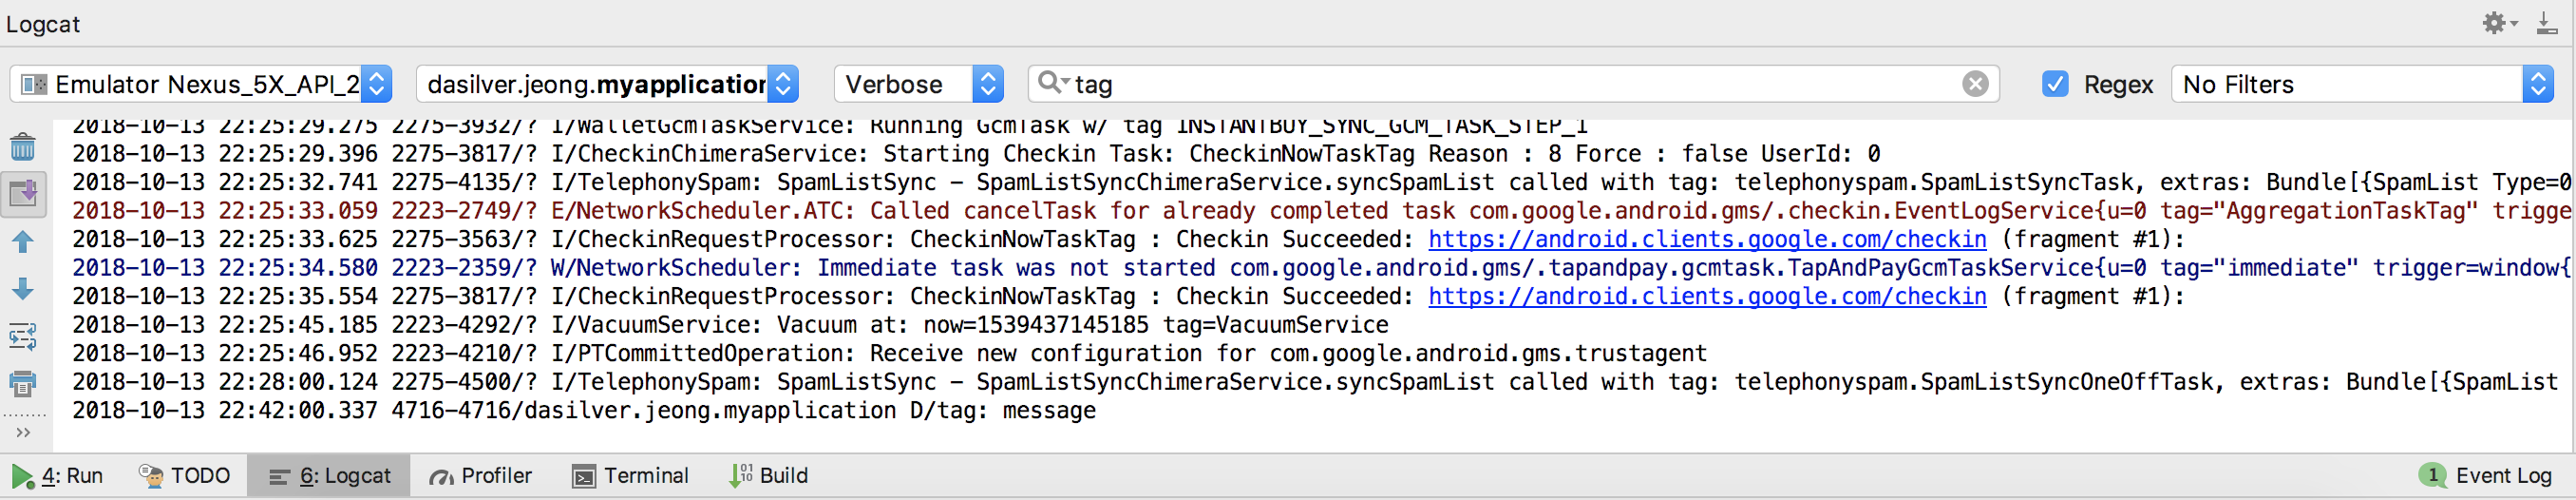 Logcat
Emulator Nexus_5X_API_2 dasilver.jeong.myapplication Verbose tag Regex No Filters
2018-10-13 22:25:29.275 2275-3932/? I/WalletGcmTaskService: Running GcmTask w/ tag INSTANTBUY_SYNC_GCM_TASK_STEP_1
2018-10-13 22:25:29.396 2275-3817/? I/CheckinChimeraService: Starting Checkin Task: CheckinNowTaskTag Reason : 8 Force : false UserId: 0
2018-10-13 22:25:32.741 2275-4135/? I/TelephonySpam: SpamListSync - SpamListSyncChimeraService.syncSpamList called with tag: telephonyspam.SpamListSyncTask, extras: Bundle[{SpamList Type=0
2018-10-13 22:25:33.059 2223-2749/? E/NetworkScheduler.ATC: Called cancelTask for already completed task com.google.android.gms/.checkin.EventLogService{u=0 tag="AggregationTaskTag" trigge
2018-10-13 22:25:33.625 2275-3563/? I/CheckinRequestProcessor: CheckinNowTaskTag : Checkin Succeeded: https://android.clients.google.com/checkin (fragment #1):
2018-10-13 22:25:34.580 2223-2359/? W/NetworkScheduler: Immediate task was not started com.google.android.gms/.tapandpay.gcmtask.TapAndPayGcmTaskService{u=0 tag="immediate" trigger=window{
2018-10-13 22:25:35.554 2275-3817/? I/CheckinRequestProcessor: CheckinNowTaskTag : Checkin Succeeded: https://android.clients.google.com/checkin (fragment #1):
2018-10-13 22:25:45.185 2223-4292/? I/VacuumService: Vacuum at: now=1539437145185 tag=VacuumService
2018-10-13 22:25:46.952 2223-4210/? I/PTCommittedOperation: Receive new configuration for com.google.android.gms.trustagent
2018-10-13 22:28:00.124 2275-4500/? I/TelephonySpam: SpamListSync - SpamListSyncChimeraService.syncSpamList called with tag: telephonyspam.SpamListSyncOneOffTask, extras: Bundle[{SpamList
2018-10-13 22:42:00.337 4716-4716/dasilver.jeong.myapplication D/tag: message
4: Run TODO 6: Logcat Profiler Terminal Build 1 Event Log